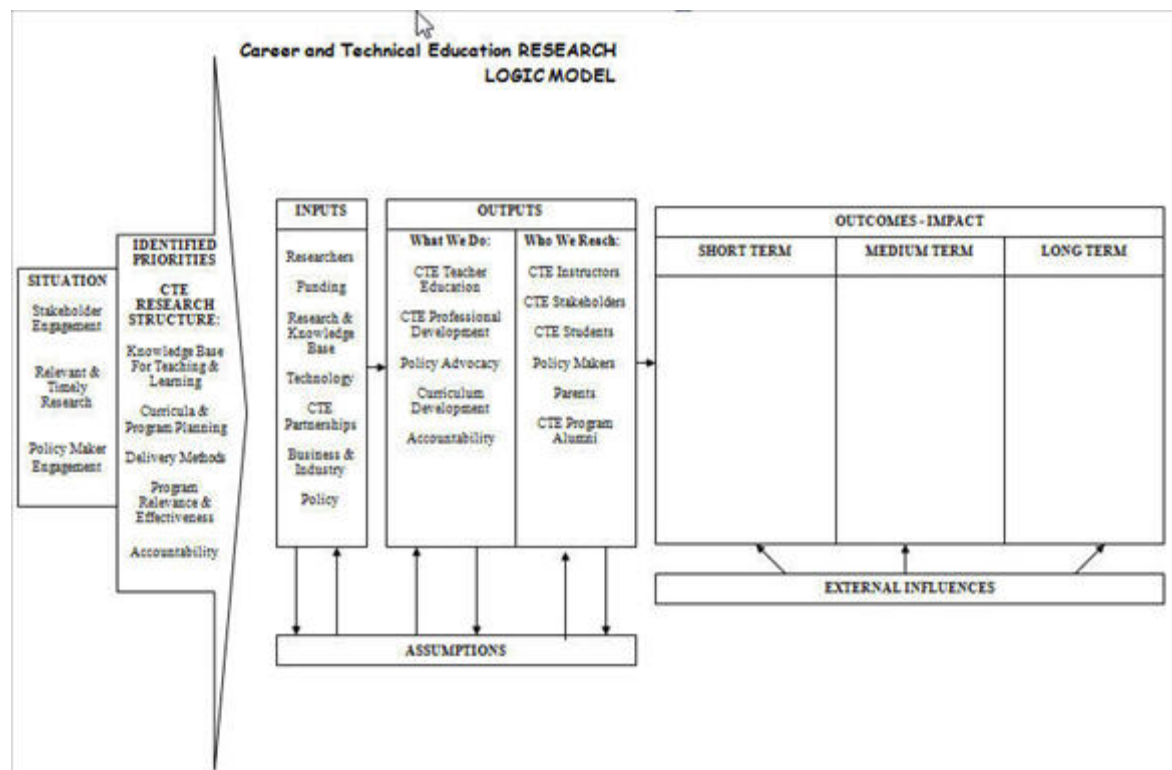 Career and Technical Education RESEARCH
LOGIC MODEL
SITUATION
Stakeholder
Engagement
Relevant &
Timely
Research
Policy Maker
Engagement
IDENTIFIED
PRIORITIES
CTE
RESEARCH
STRUCTURE:
Knowledge Base
For Teaching &
Learning
Curricula &
Program Planning
Delivery Methods
Program
Relevance &
Effectiveness
Accountability
INPUTS
Researchers
Funding
Research &
Knowledge
Base
Technology
CTE
Partnerships
Business &
Industry
Policy
OUTPUTS
What We Do:
CTE Teacher
Education
CTE Professional
Development
Policy Advocacy
Curriculum
Development
Accountability
Who We Reach:
CTE Instructors
CTE Stakeholders
CTE Students
Policy Makers
Parents
CTE Program
Alumni
OUTCOMES - IMPACT
SHORT TERM
MEDIUM TERM
LONG TERM
EXTERNAL INFLUENCES
ASSUMPTIONS